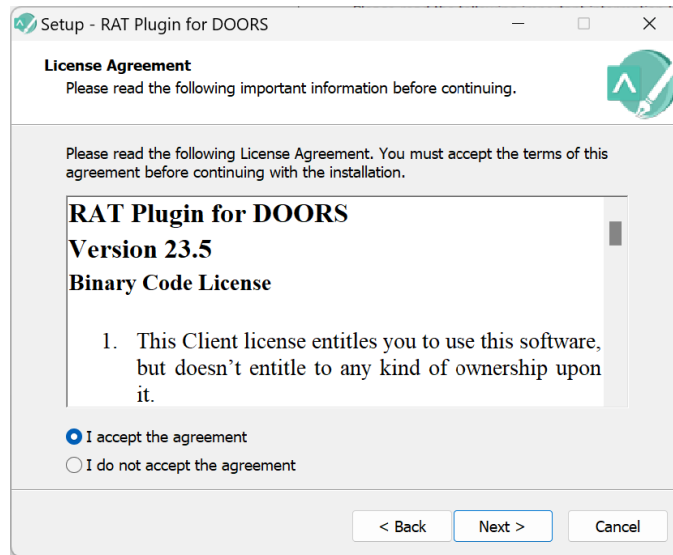 Setup - RAT Plugin for DOORS
License Agreement
Please read the following important information before continuing.
Please read the following License Agreement. You must accept the terms of this
agreement before continuing with the installation.
RAT Plugin for DOORS
Version 23.5
Binary Code License
1. This Client license entitles you to use this software,
but doesn't entitle to any kind of ownership upon
it.
I accept the agreement
I do not accept the agreement
< Back
Next >
Cancel